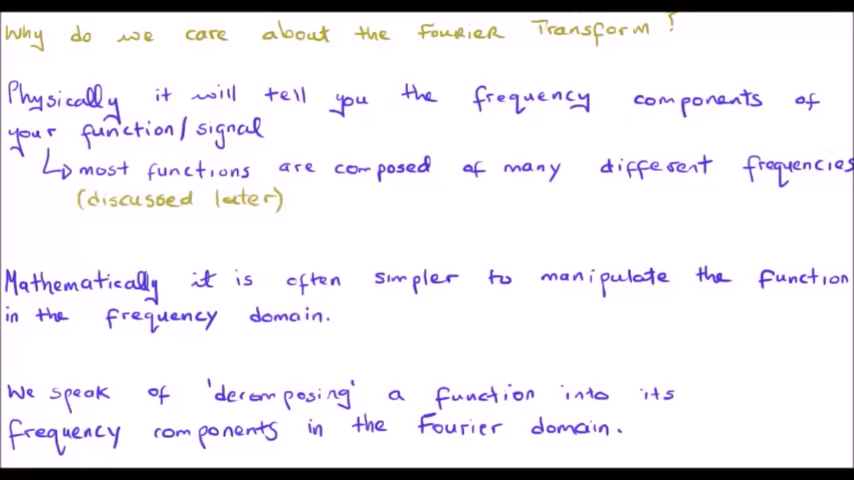 Why do we care about the Fourier Transform?
Physically it will tell you the frequency components of
your function/signal
↳ most functions are composed of many different frequencies
(discussed later)
Mathematically it is often simpler to manipulate the function
in the frequency domain.
We speak of 'decomposing' a function into its
frequency components in the Fourier domain.